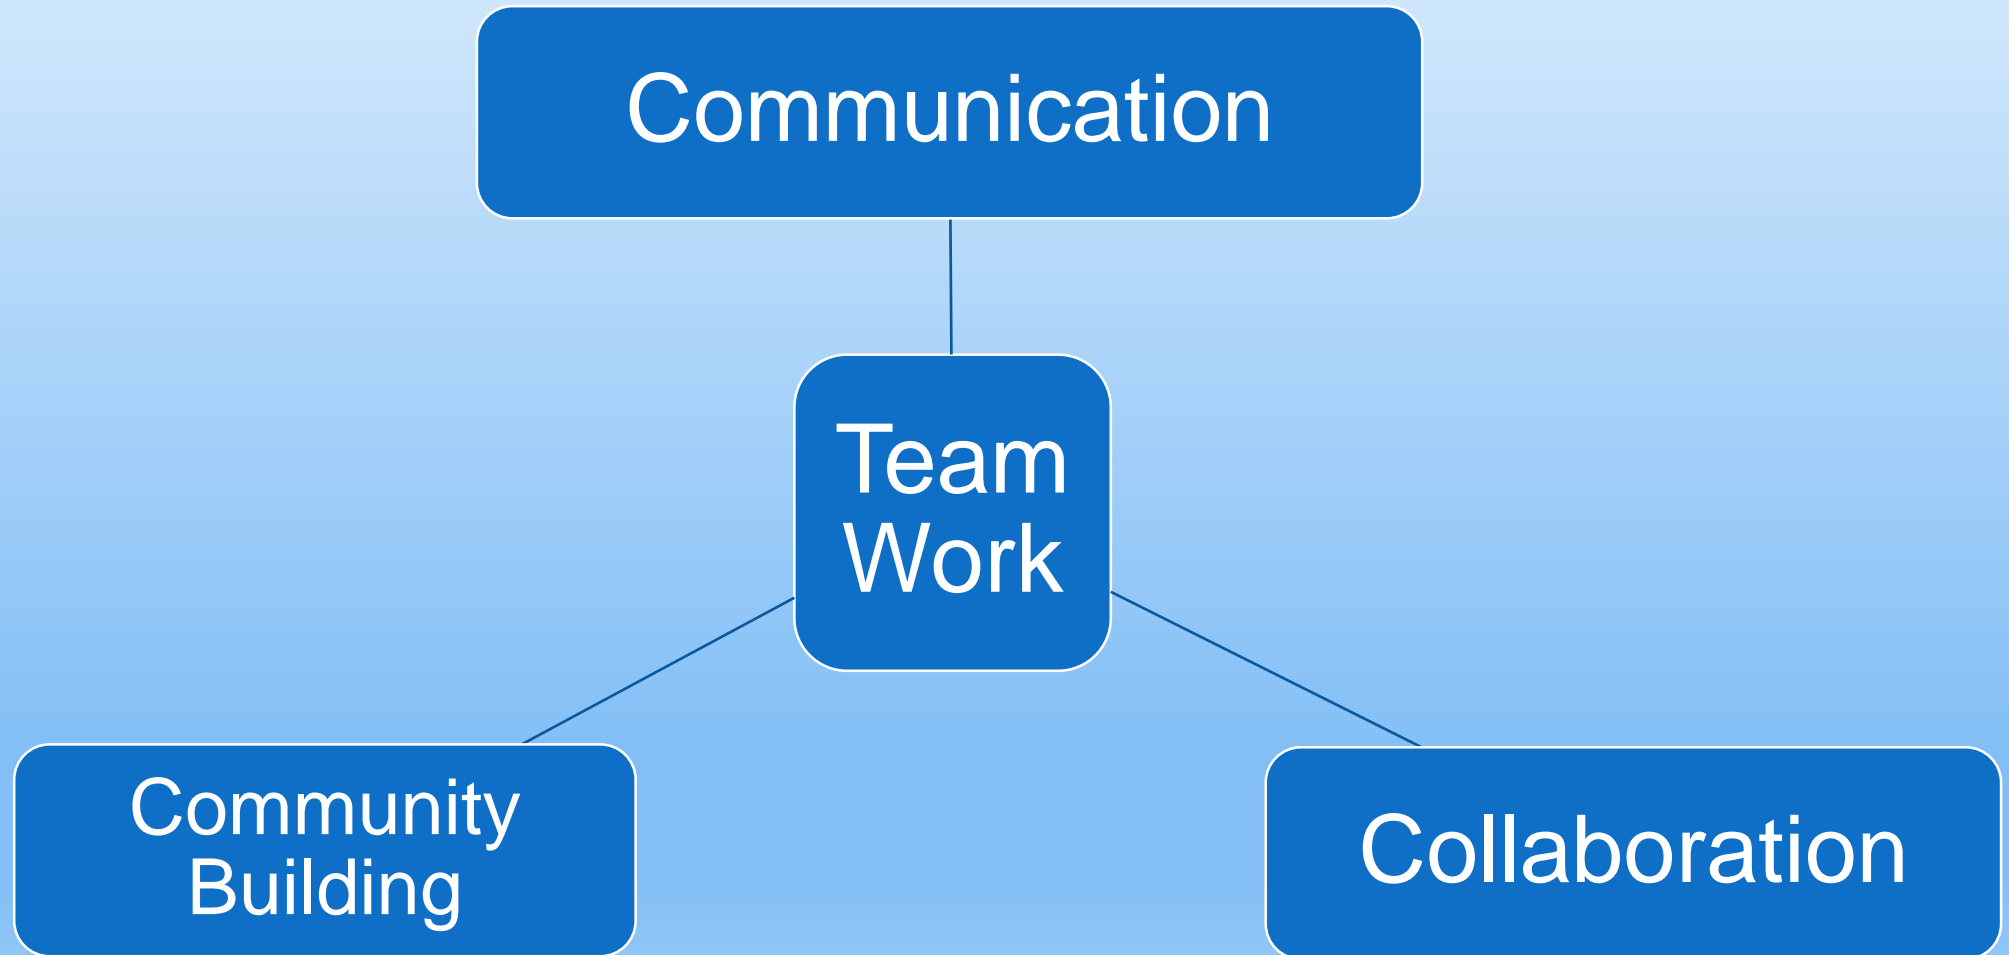 Communication
Team
Work
Community
Building
Collaboration